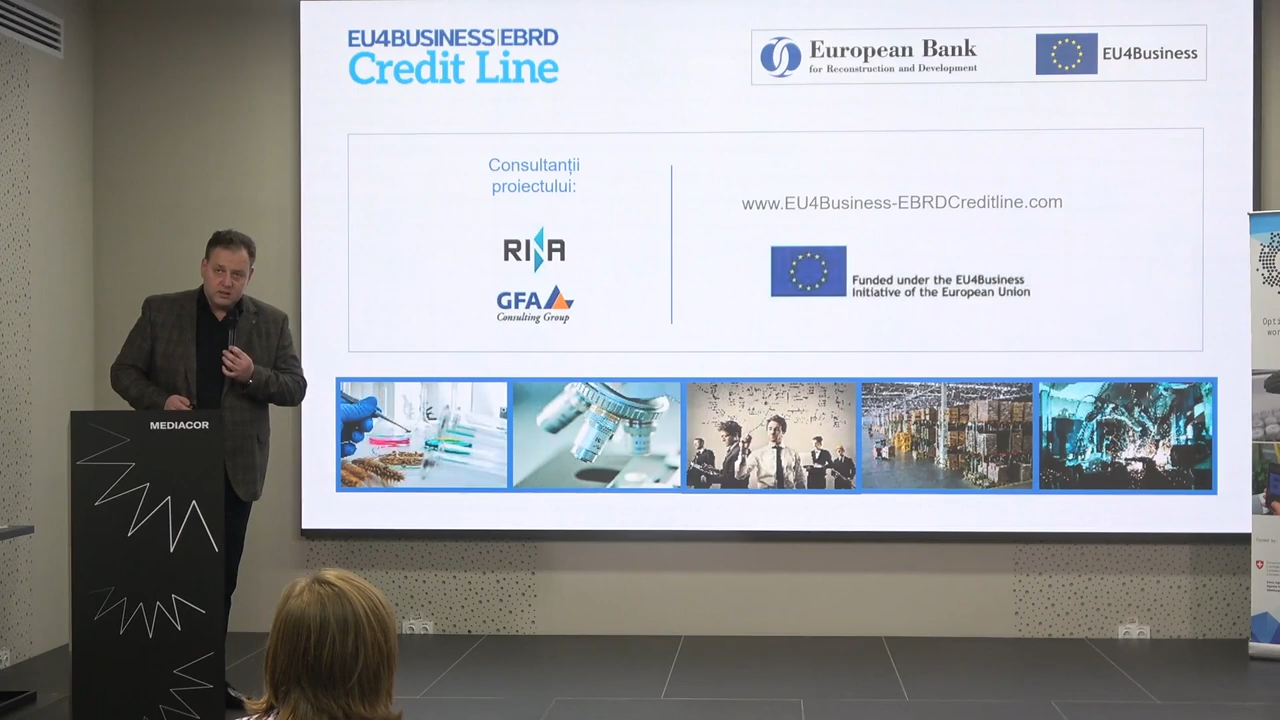 EU4BUSINESS|EBRD
Credit Line
European Bank
for Reconstruction and Development
EU4Business
Consultanții
proiectului:
RINA
GFA
Consulting Group
www.EU4Business-EBRDCreditline.com
Funded under the EU4Business
Initiative of the European Union
MEDIACOR